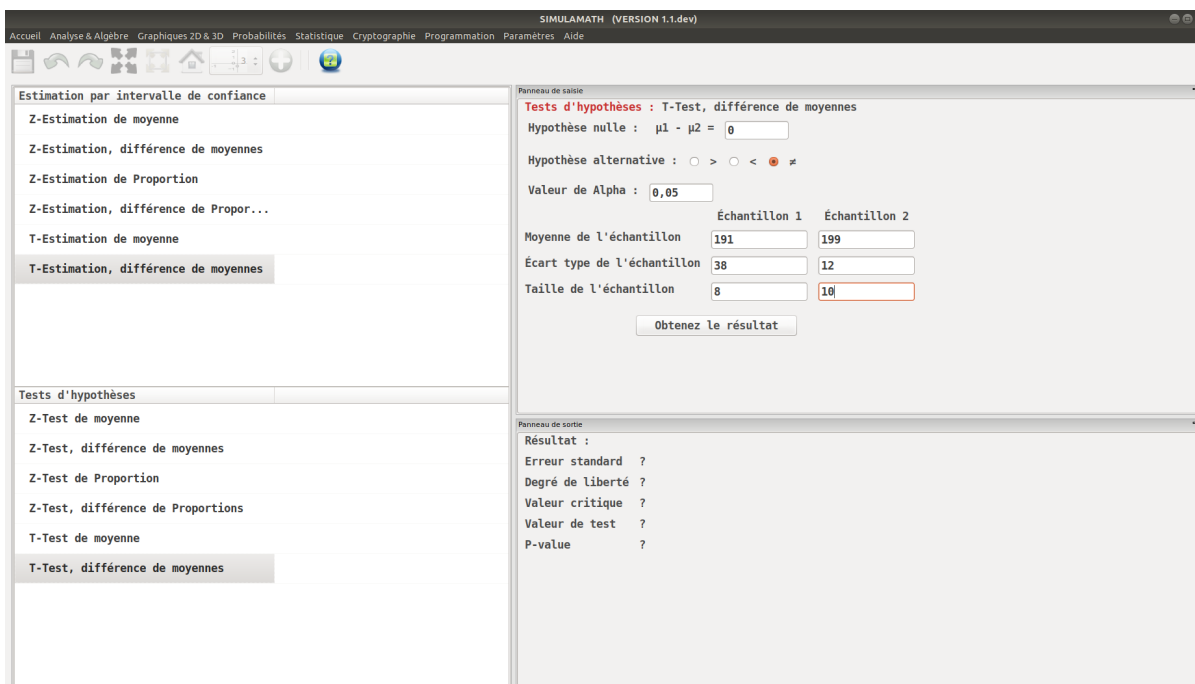 SIMULAMATH (VERSION 1.1.dev)
Accueil Analyse & Algèbre Graphiques 2D & 3D Probabilités Statistique Cryptographie Programmation Paramètres Aide
3
Estimation par intervalle de confiance
Z-Estimation de moyenne
Z-Estimation, différence de moyennes
Z-Estimation de Proportion
Z-Estimation, différence de Propor...
T-Estimation de moyenne
T-Estimation, différence de moyennes
Tests d'hypothèses
Z-Test de moyenne
Z-Test, différence de moyennes
Z-Test de Proportion
Z-Test, différence de Proportions
T-Test de moyenne
T-Test, différence de moyennes
Panneau de saisie
Tests d'hypothèses : T-Test, différence de moyennes
Hypothèse nulle : μ1 - μ2 = 0
Hypothèse alternative : > < ≠
Valeur de Alpha : 0,05
Échantillon 1 Échantillon 2
Moyenne de l'échantillon 191 199
Écart type de l'échantillon 38 12
Taille de l'échantillon 8 10
Obtenez le résultat
Panneau de sortie
Résultat :
Erreur standard ?
Degré de liberté ?
Valeur critique ?
Valeur de test ?
P-value ?